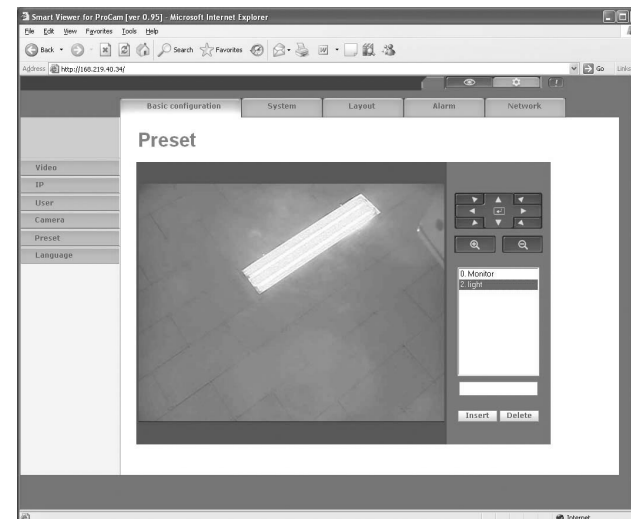 Smart Viewer for ProCam [ver 0.95] - Microsoft Internet Explorer
File Edit View Favorites Tools Help
Back Search Favorites
Address http://168.219.40.34/ Go Links
Basic configuration System Layout Alarm Network
Preset
Video
IP
User
Camera
Preset
Language
0. Monitor
2. light
Insert Delete
Internet